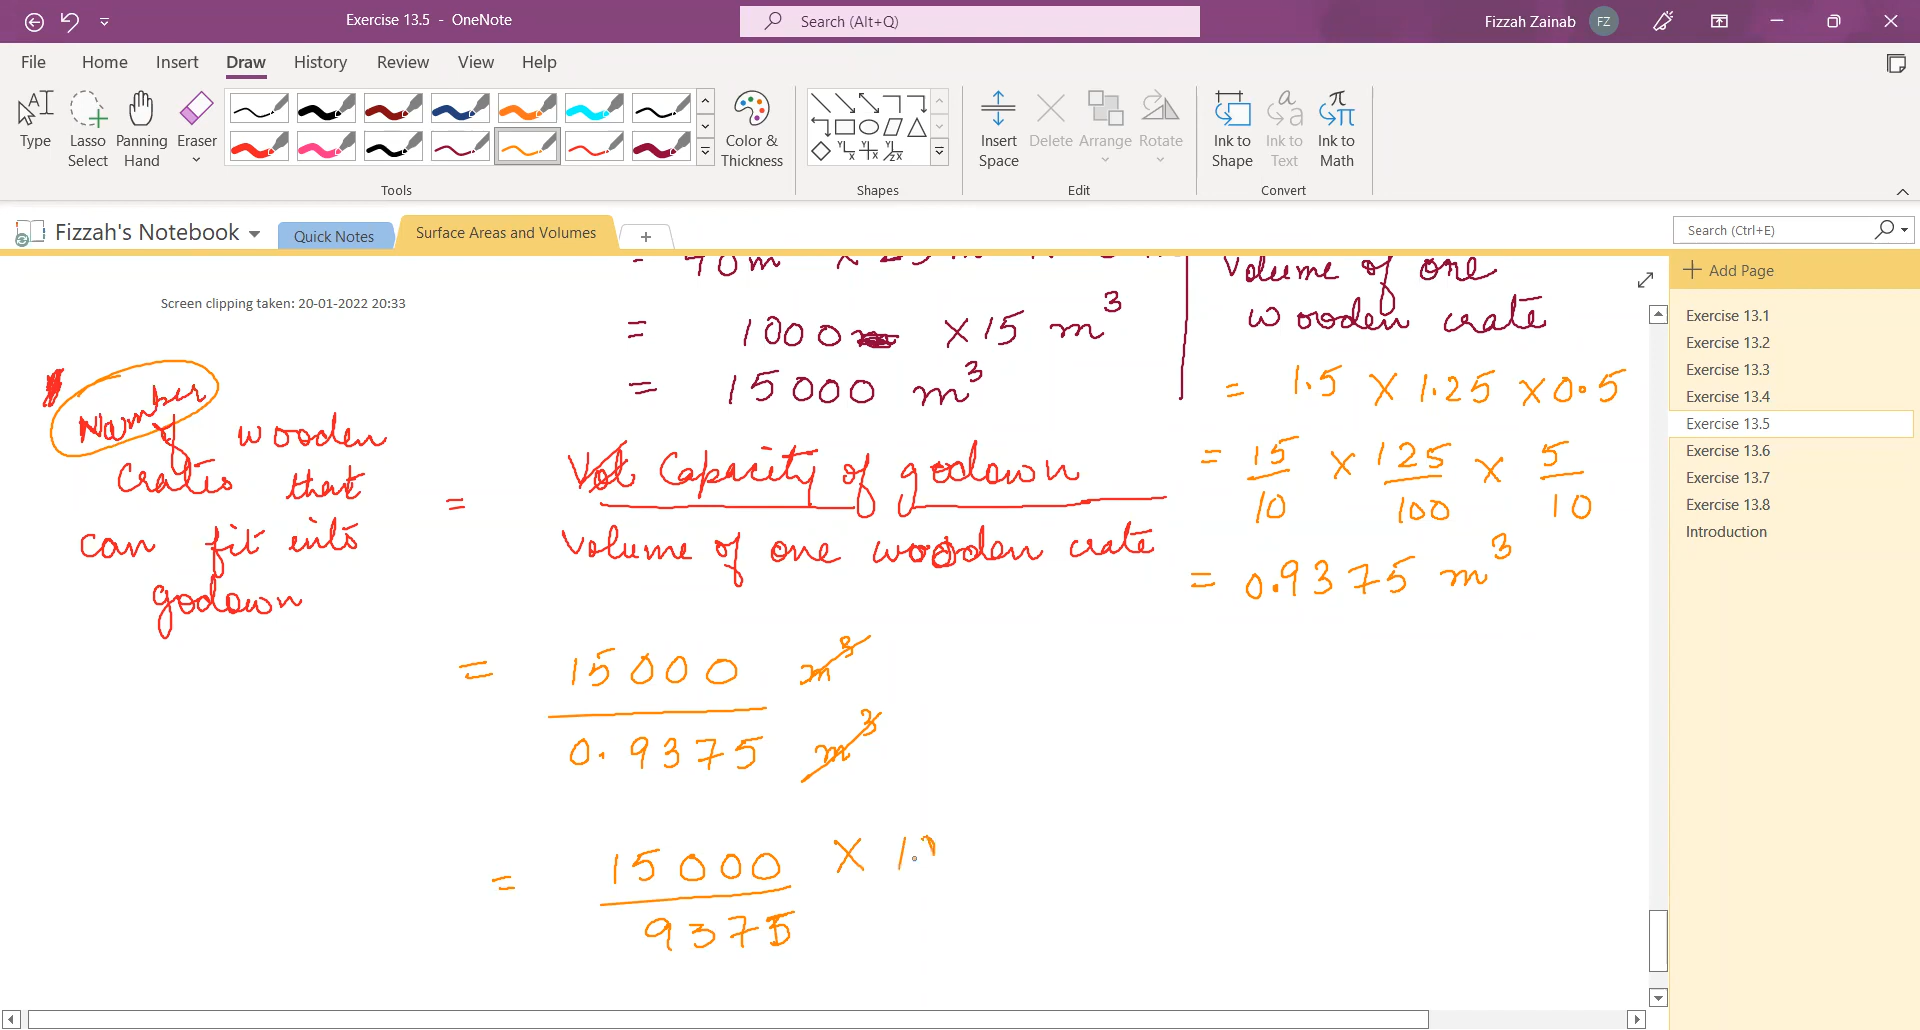 Exercise 13.5 - OneNote
Search (Alt+Q)
Fizzah Zainab
FZ
File Home Insert Draw History Review View Help
Type
Lasso Select
Panning Hand
Eraser
Color & Thickness
Insert Space
Delete
Arrange
Rotate
Ink to Shape
Ink to Text
Ink to Math
Tools
Shapes
Edit
Convert
Fizzah's Notebook
Quick Notes
Surface Areas and Volumes
+
Search (Ctrl+E)
Add Page
Exercise 13.1
Exercise 13.2
Exercise 13.3
Exercise 13.4
Exercise 13.5
Exercise 13.6
Exercise 13.7
Exercise 13.8
Introduction
Screen clipping taken: 20-01-2022 20:33
= 1000 × 15 m³
= 15000 m³
Volume of one
wooden crate
= 1.5 × 1.25 × 0.5
= 15/10 × 125/100 × 5/10
= 0.9375 m³
Number
of wooden
crates that
can fit into
godown
= Capacity of godown
Volume of one wooden crate
= 15000 m³
0.9375 m³
= 15000 ×
9375